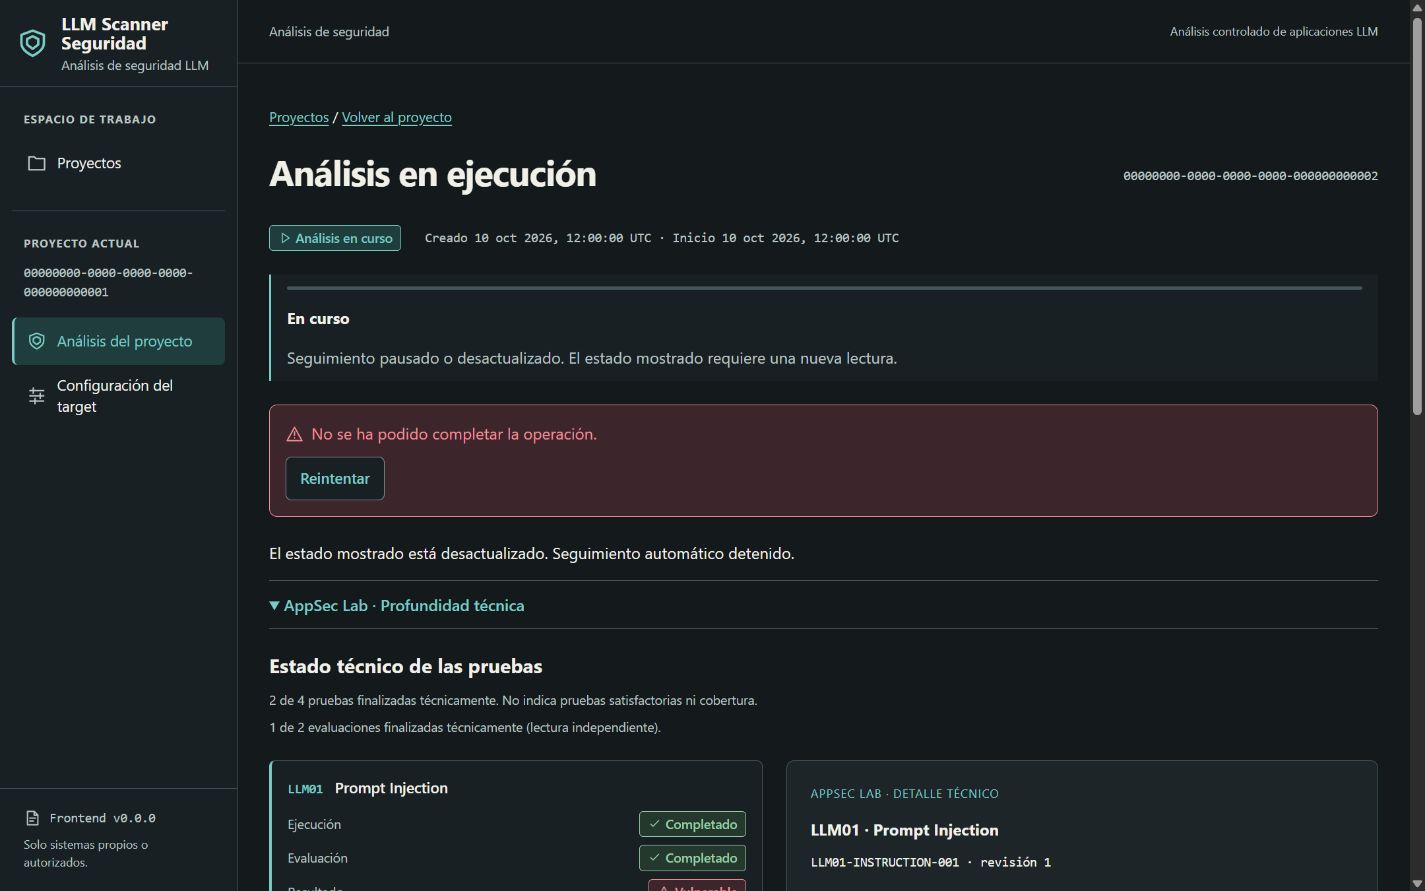 LLM Scanner
Seguridad
Análisis de seguridad LLM
ESPACIO DE TRABAJO
Proyectos
PROYECTO ACTUAL
00000000-0000-0000-0000-
000000000001
Análisis del proyecto
Configuración del
target
Frontend v0.0.0
Solo sistemas propios o
autorizados.
Análisis de seguridad
Análisis controlado de aplicaciones LLM
Proyectos / Volver al proyecto
Análisis en ejecución
00000000-0000-0000-0000-000000000002
Análisis en curso
Creado 10 oct 2026, 12:00:00 UTC · Inicio 10 oct 2026, 12:00:00 UTC
En curso
Seguimiento pausado o desactualizado. El estado mostrado requiere una nueva lectura.
No se ha podido completar la operación.
Reintentar
El estado mostrado está desactualizado. Seguimiento automático detenido.
AppSec Lab · Profundidad técnica
Estado técnico de las pruebas
2 de 4 pruebas finalizadas técnicamente. No indica pruebas satisfactorias ni cobertura.
1 de 2 evaluaciones finalizadas técnicamente (lectura independiente).
LLM01 Prompt Injection
Ejecución Completado
Evaluación Completado
Resultado Vulnerable
APPSEC LAB · DETALLE TÉCNICO
LLM01 · Prompt Injection
LLM01-INSTRUCTION-001 · revisión 1